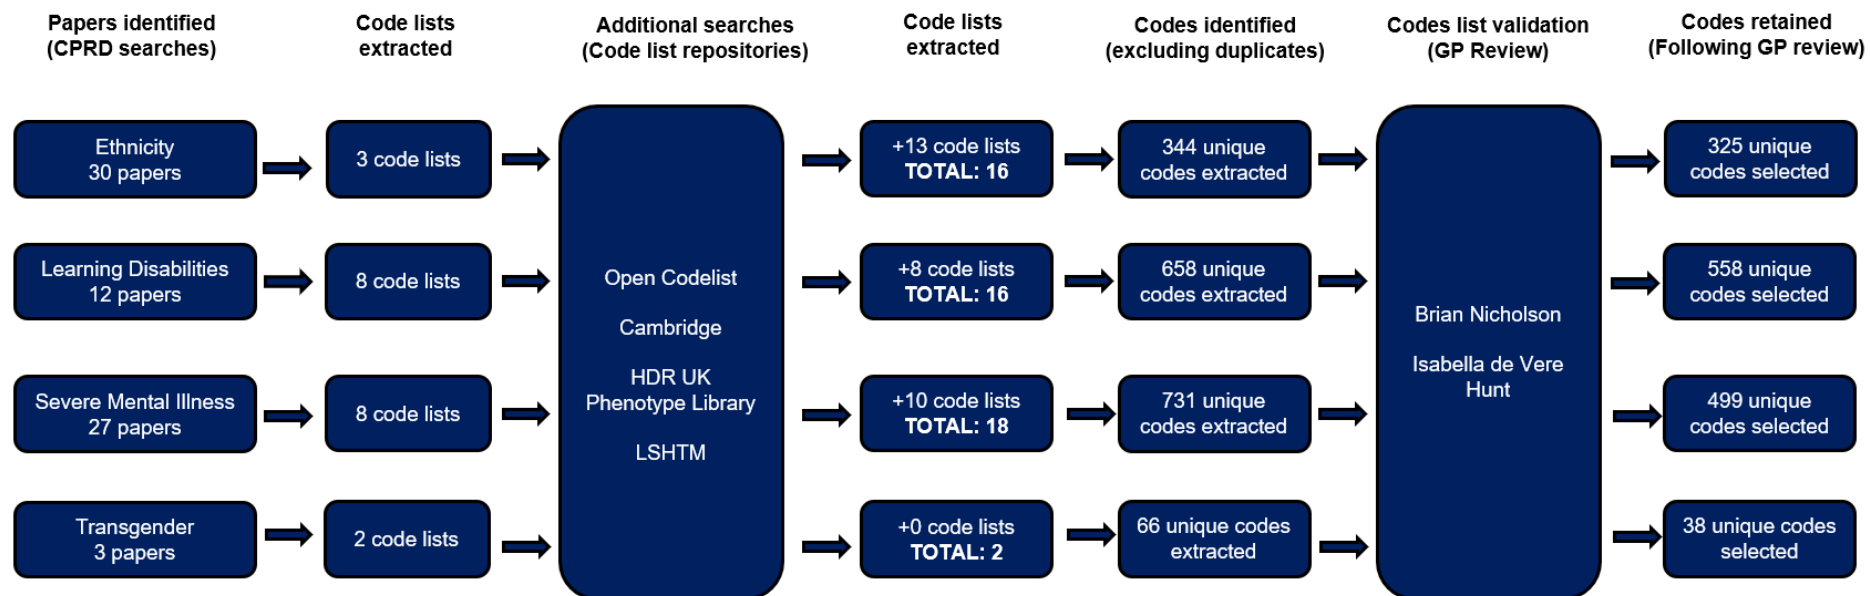 Papers identified
(CPRD searches)
Code lists
extracted
Additional searches
(Code list repositories)
Code lists
extracted
Codes identified
(excluding duplicates)
Codes list validation
(GP Review)
Codes retained
(Following GP review)
Ethnicity
30 papers
3 code lists
+13 code lists
TOTAL: 16
344 unique
codes extracted
325 unique
codes selected
Learning Disabilities
12 papers
8 code lists
+8 code lists
TOTAL: 16
658 unique
codes extracted
558 unique
codes selected
Severe Mental Illness
27 papers
8 code lists
+10 code lists
TOTAL: 18
731 unique
codes extracted
499 unique
codes selected
Transgender
3 papers
2 code lists
+0 code lists
TOTAL: 2
66 unique codes
extracted
38 unique codes
selected
Open Codelist
Cambridge
HDR UK
Phenotype Library
LSHTM
Brian Nicholson
Isabella de Vere
Hunt